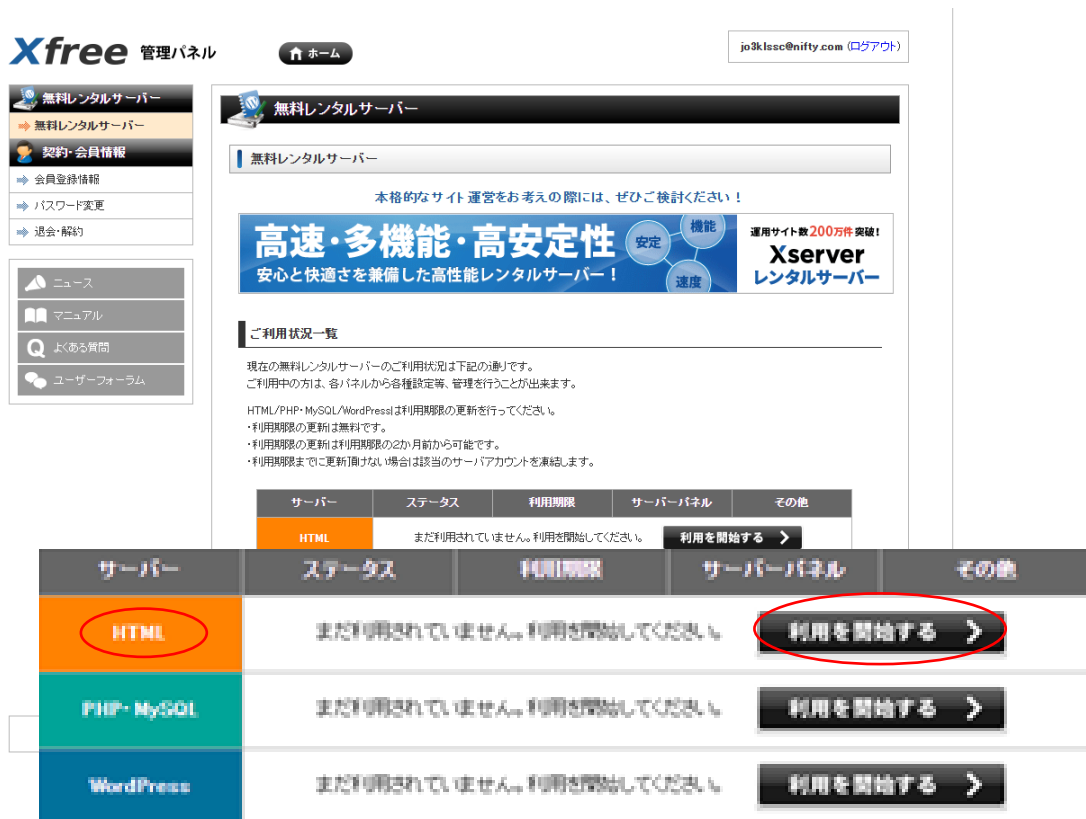 Xfree 管理パネル
ホーム
jo3klssc@nifty.com (ログアウト)
無料レンタルサーバー
無料レンタルサーバー
契約・会員情報
会員登録情報
パスワード変更
退会・解約
ニュース
マニュアル
よくある質問
ユーザーフォーラム
無料レンタルサーバー
無料レンタルサーバー
本格的なサイト運営をお考えの際には、ぜひご検討ください！
高速・多機能・高安定性
安心と快適さを兼備した高性能レンタルサーバー！
安定
機能
速度
運用サイト数200万件突破！
Xserver
レンタルサーバー
ご利用状況一覧
現在の無料レンタルサーバーのご利用状況は下記の通りです。
ご利用中の方は、各パネルから各種設定等、管理を行うことが出来ます。
HTML/PHP・MySQL/WordPressは利用期限の更新を行ってください。
・利用期限の更新は無料です。
・利用期限の更新は利用期限の2か月前から可能です。
・利用期限までに更新頂けない場合は該当のサーバアカウントを凍結します。
サーバー ステータス 利用期限 サーバーパネル その他
HTML まだ利用されていません。利用を開始してください。 利用を開始する
サーバー ステータス 利用期限 サーバーパネル その他
HTML まだ利用されていません。利用を開始してください。 利用を開始する
PHP・MySQL まだ利用されていません。利用を開始してください。 利用を開始する
WordPress まだ利用されていません。利用を開始してください。 利用を開始する